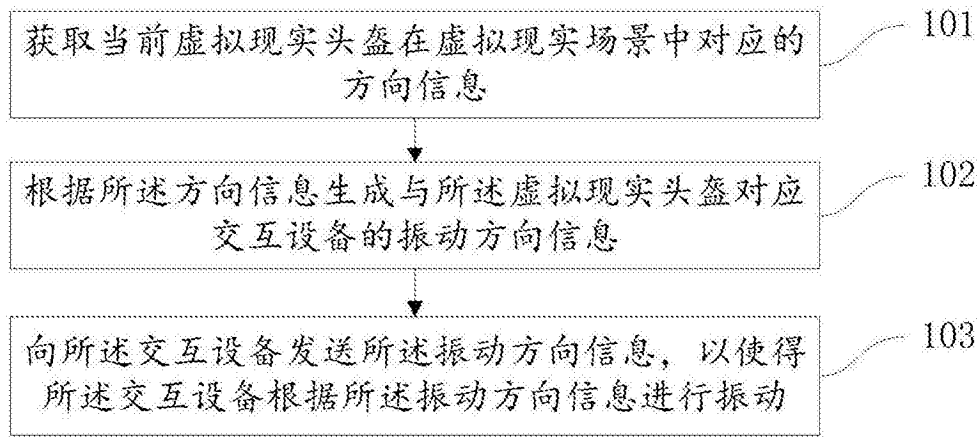 获取当前虚拟现实头盔在虚拟现实场景中对应的
方向信息
101
根据所述方向信息生成与所述虚拟现实头盔对应
交互设备的振动方向信息
102
向所述交互设备发送所述振动方向信息，以使得
所述交互设备根据所述振动方向信息进行振动
103